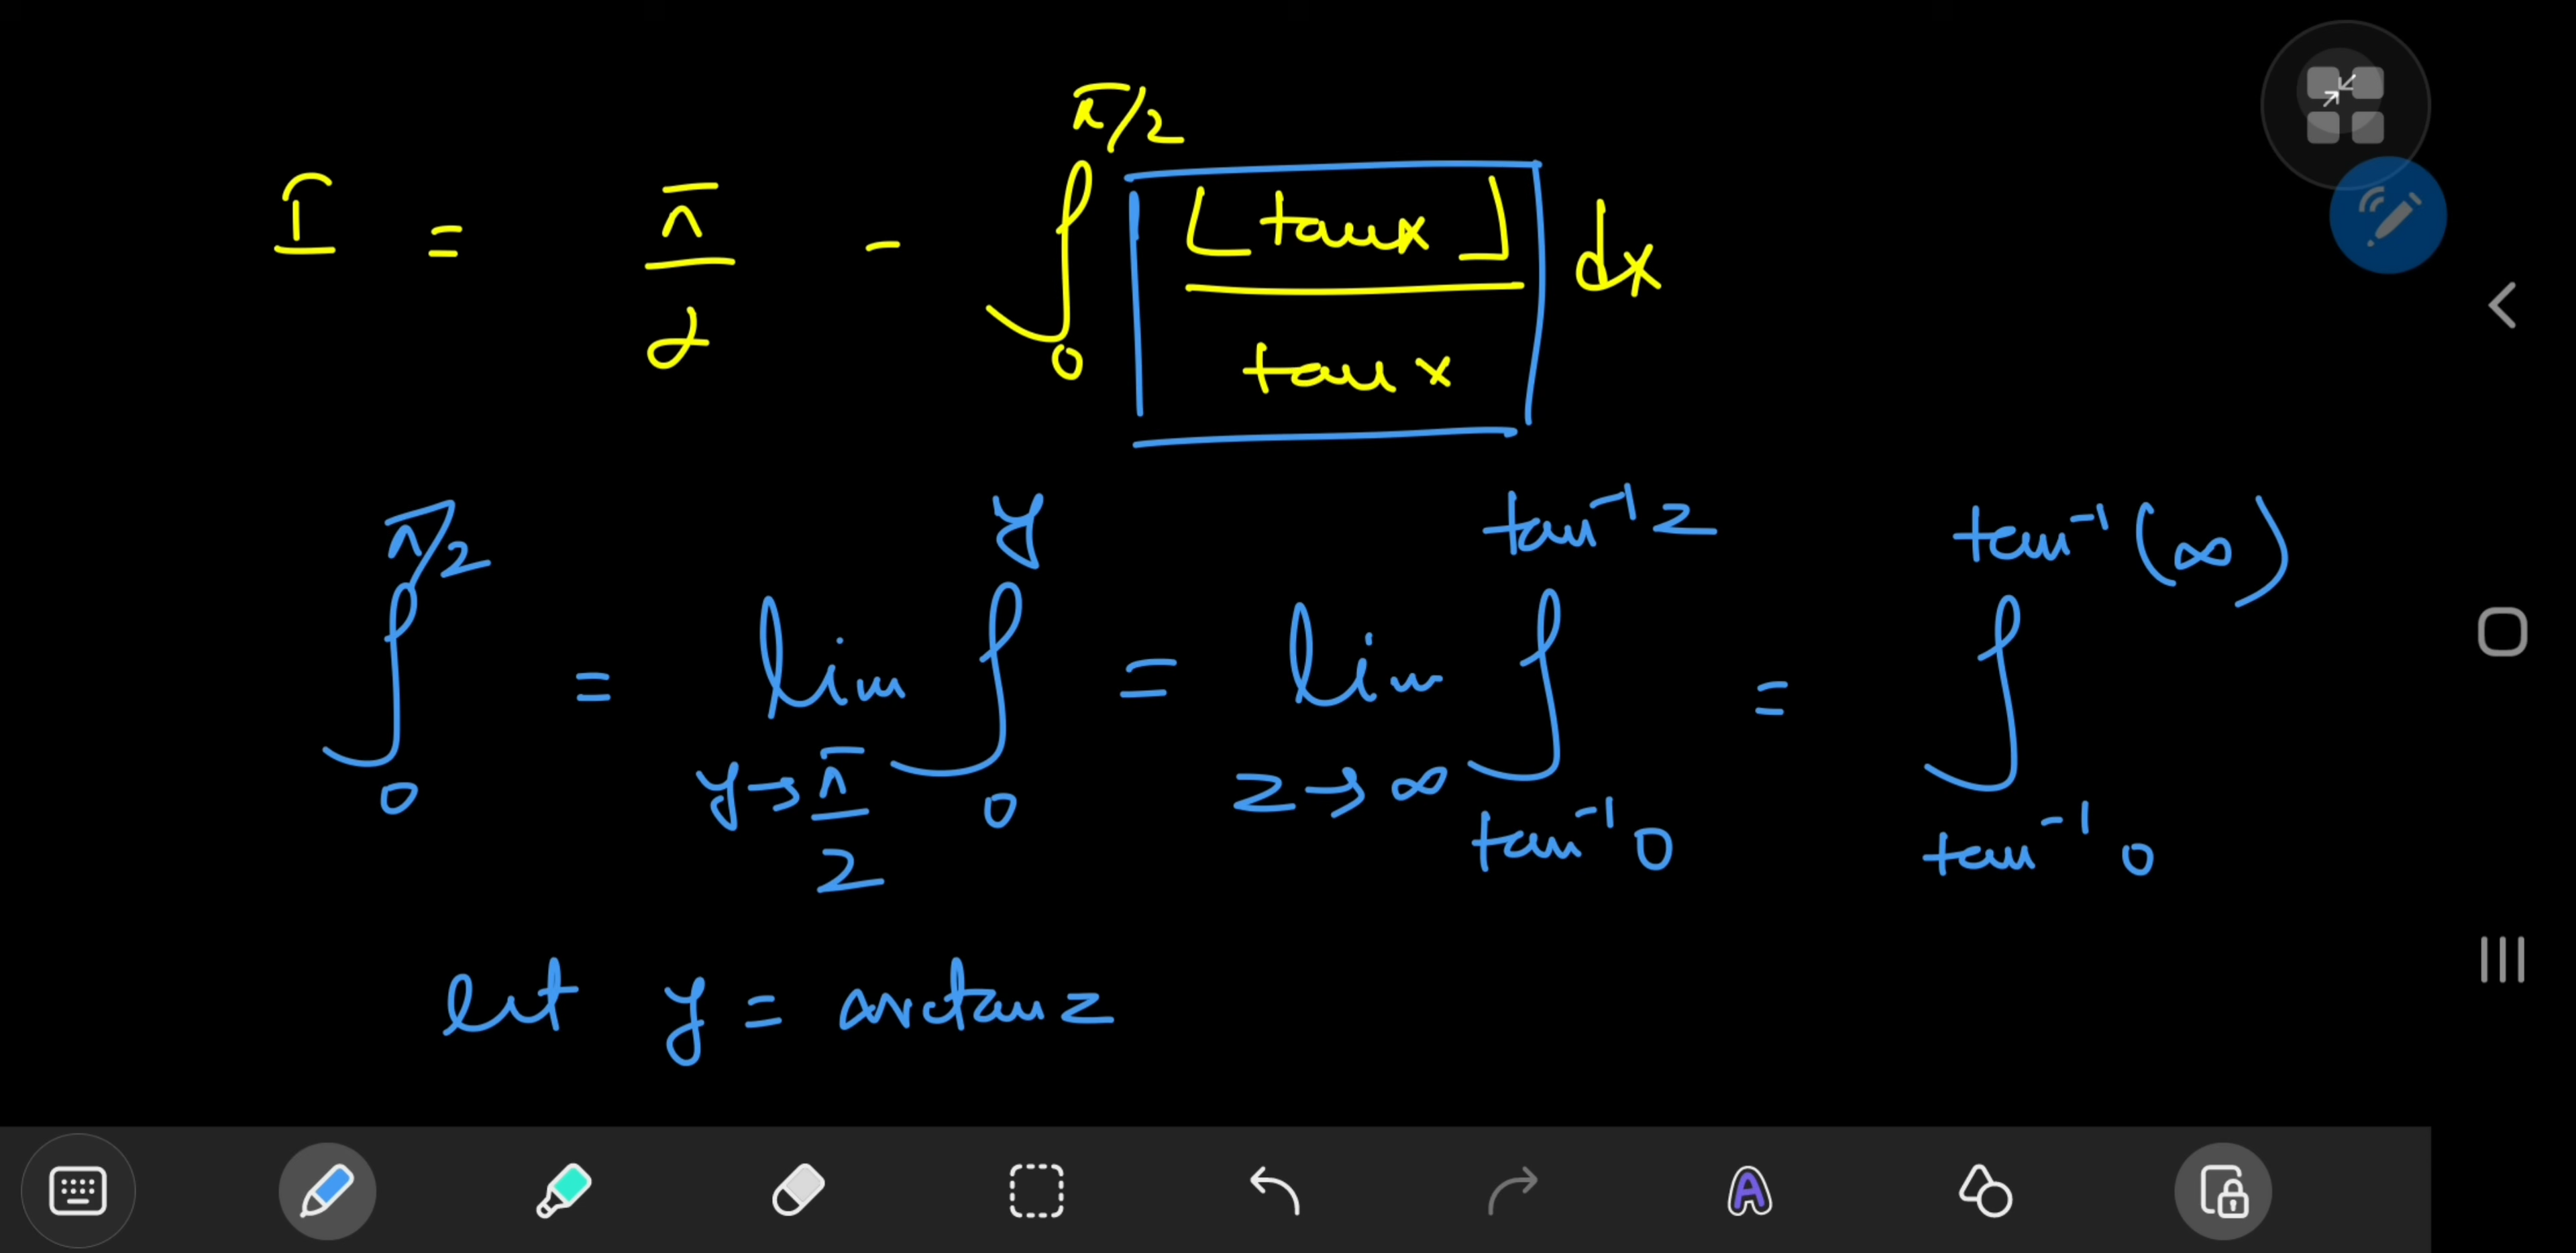 I = π/2 - ∫₀^(π/2) ⌊tan x⌋/tan x dx
∫₀^(π/2) = lim_(y→π/2) ∫₀^y = lim_(z→∞) ∫_(tan⁻¹0)^(tan⁻¹z) = ∫_(tan⁻¹0)^(tan⁻¹(∞))
let y = arctan z